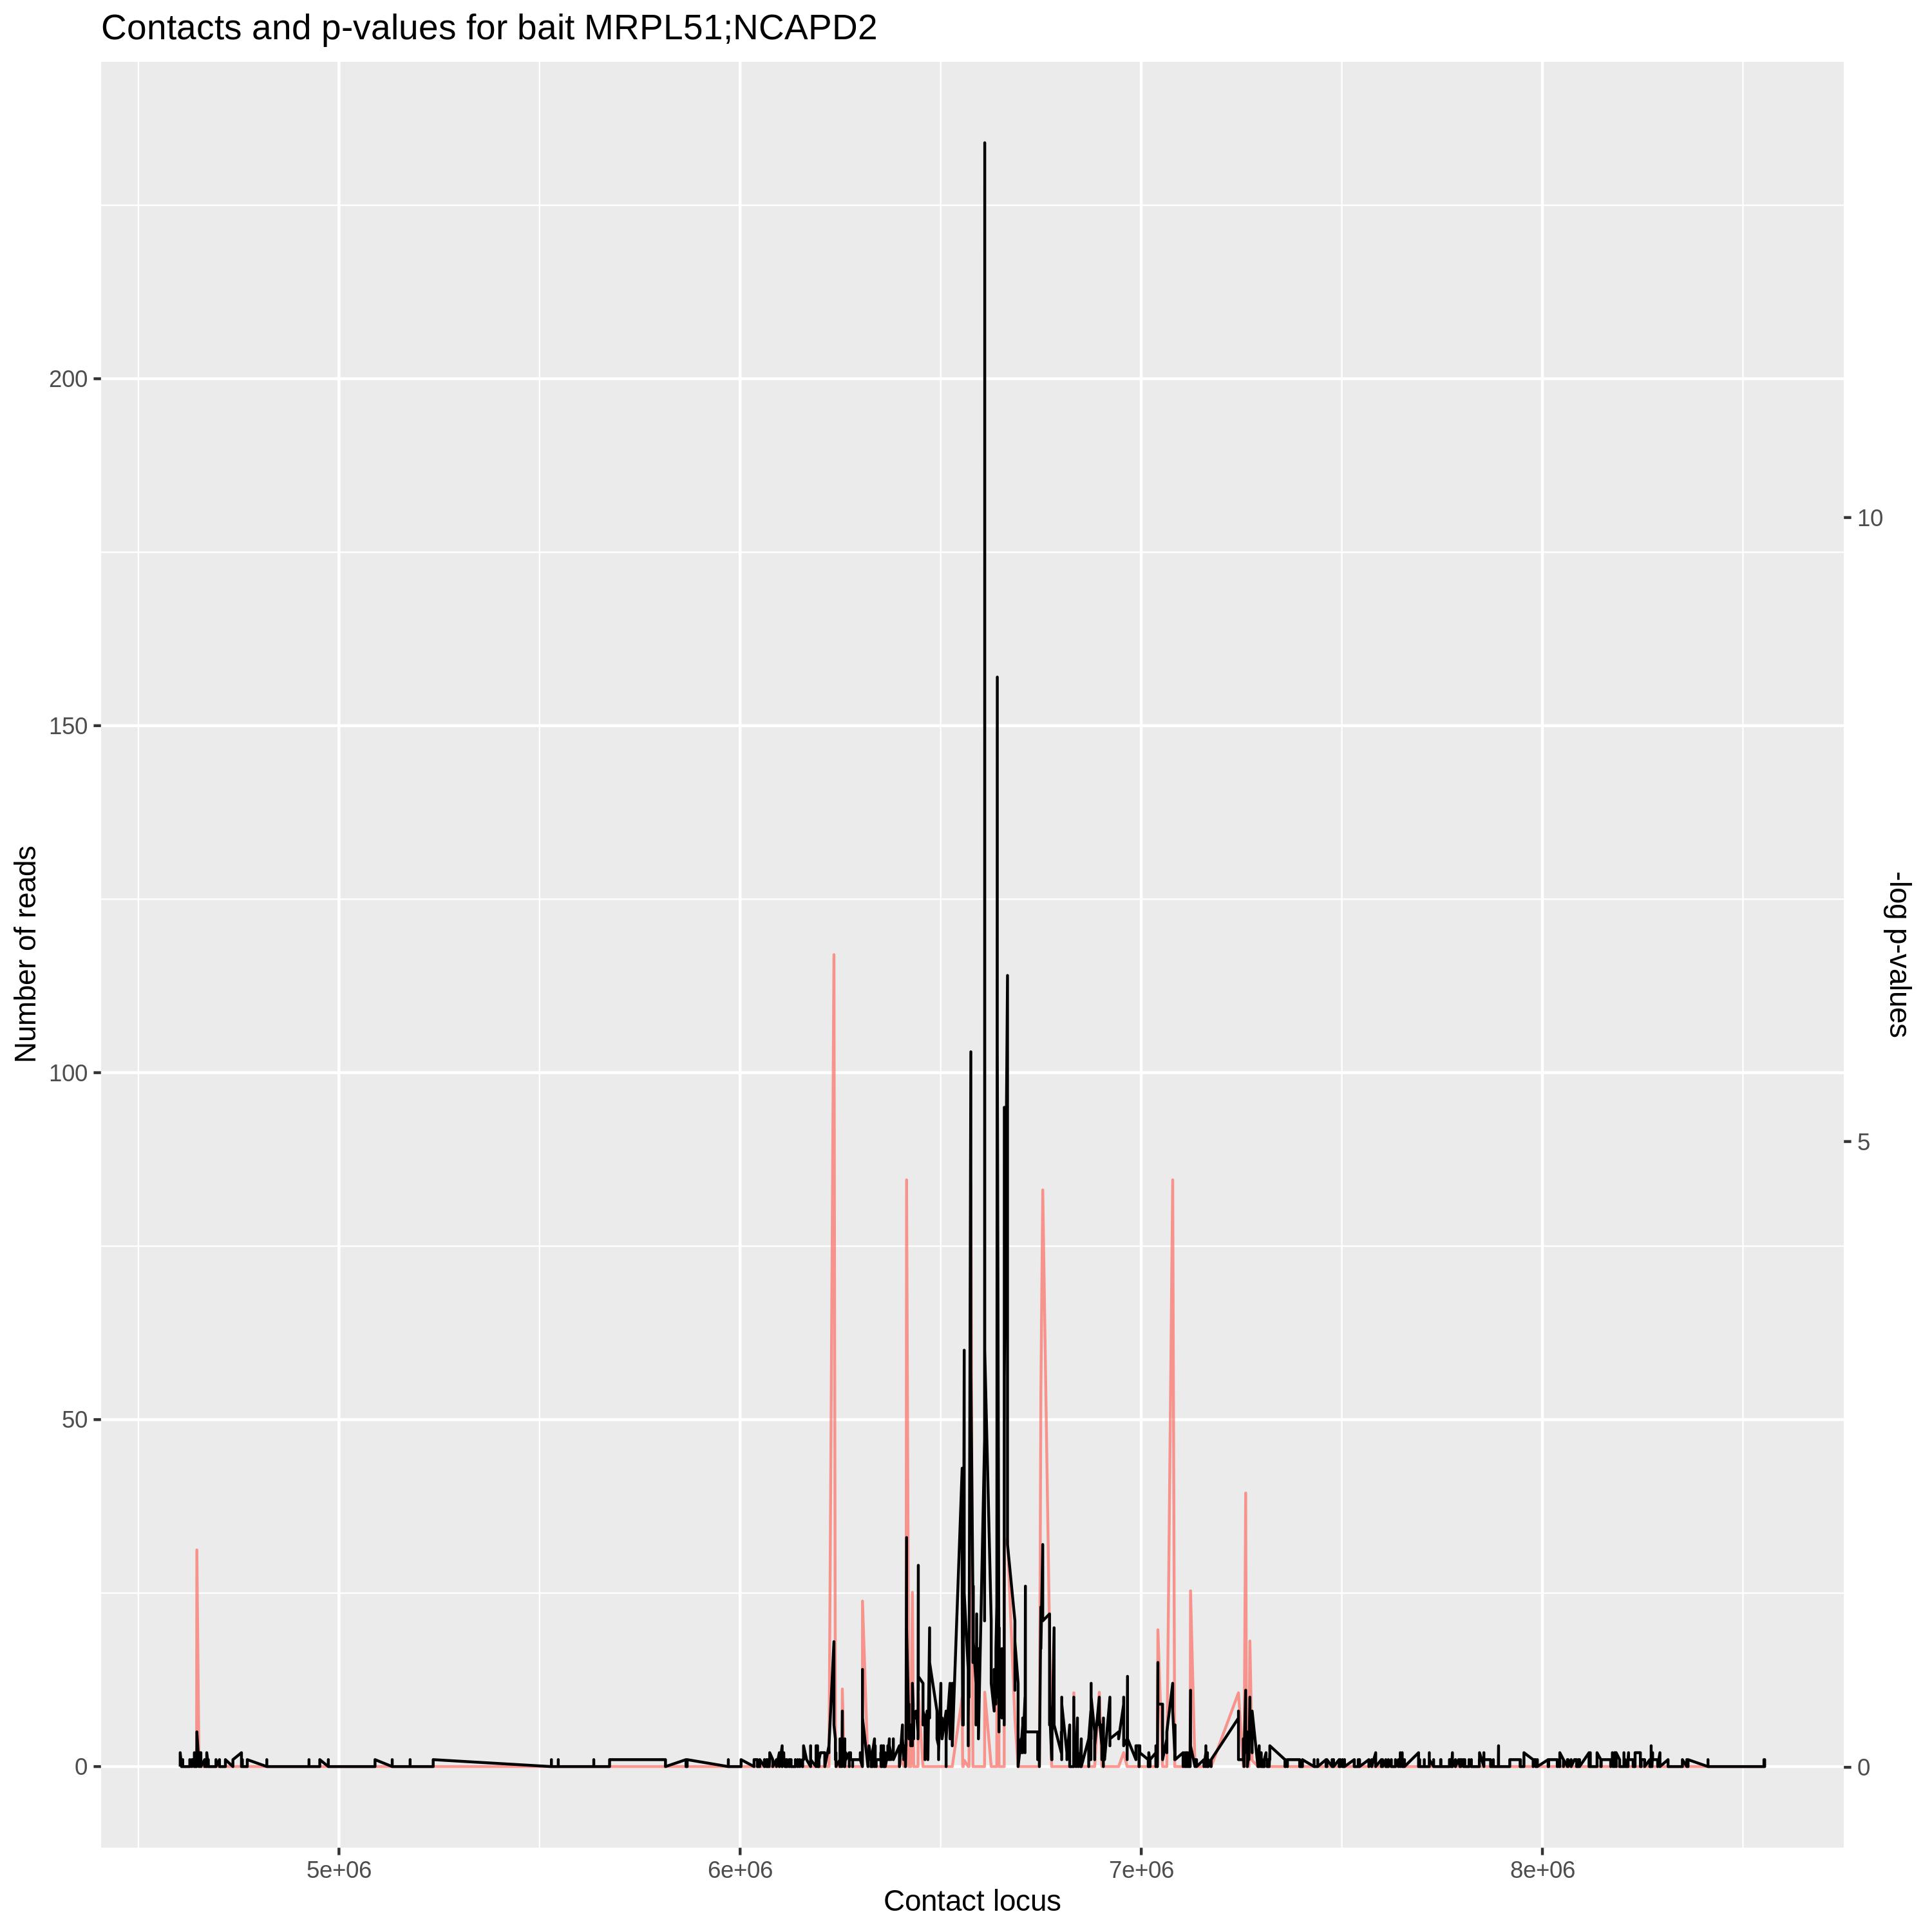 Contacts and p-values for bait MRPL51;NCAPD2
200
150
100
50
0
Number of reads
10
5
0
-log p-values
5e+06
6e+06
7e+06
8e+06
Contact locus